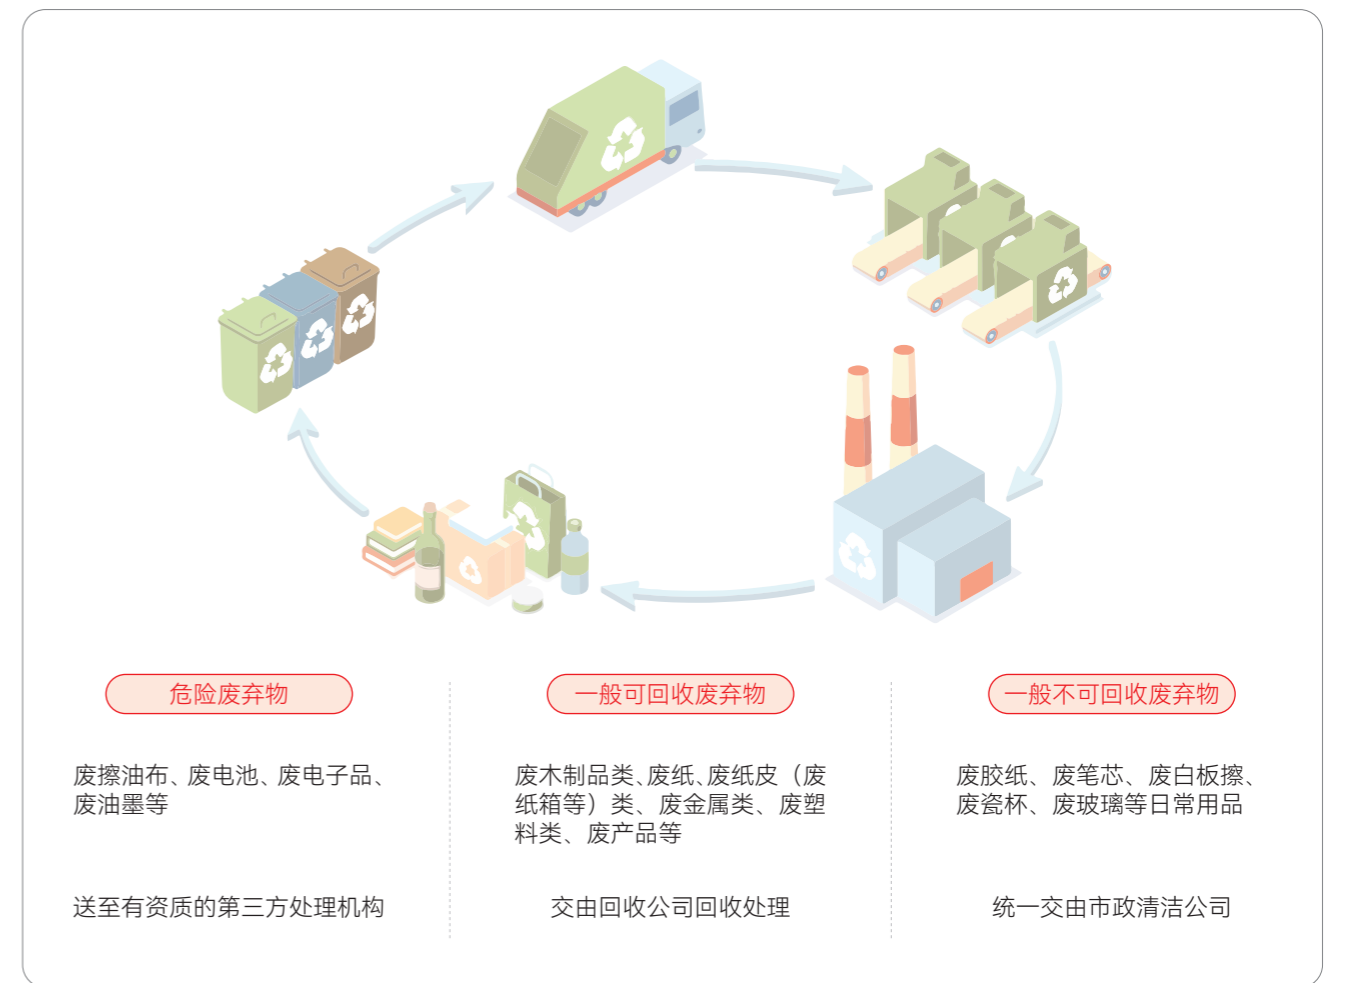 危险废弃物
废擦油布、废电池、废电子品、
废油墨等
送至有资质的第三方处理机构
一般可回收废弃物
废木制品类、废纸、废纸皮（废
纸箱等）类、废金属类、废塑
料类、废产品等
交由回收公司回收处理
一般不可回收废弃物
废胶纸、废笔芯、废白板擦、
废瓷杯、废玻璃等日常用品
统一交由市政清洁公司